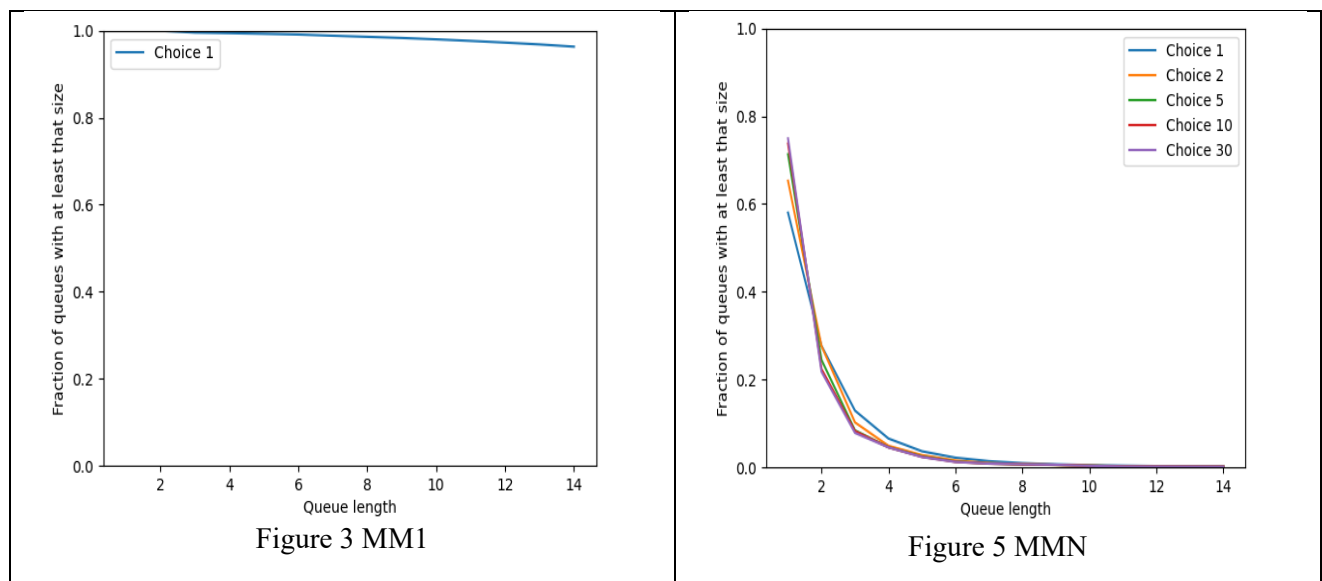 1.0
0.8
0.6
0.4
0.2
0.0
Fraction of queues with at least that size
Choice 1
2 4 6 8 10 12 14
Queue length
Figure 3 MM1
1.0
0.8
0.6
0.4
0.2
0.0
Fraction of queues with at least that size
Choice 1
Choice 2
Choice 5
Choice 10
Choice 30
2 4 6 8 10 12 14
Queue length
Figure 5 MMN